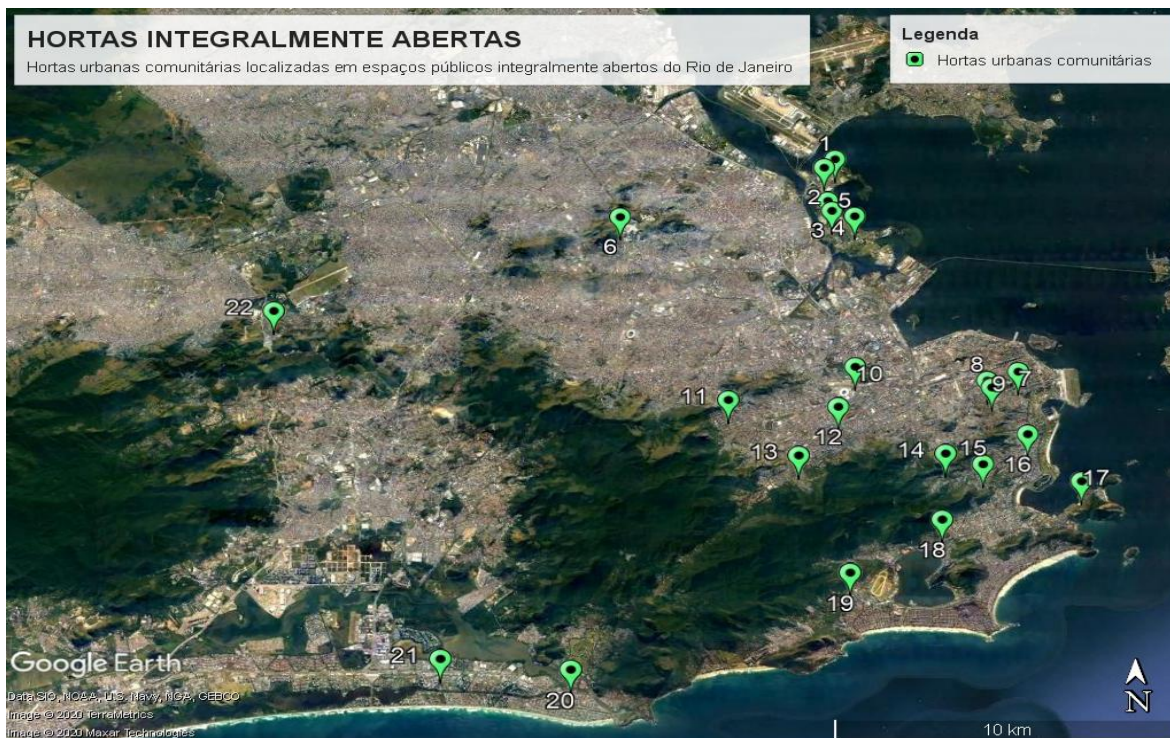 HORTAS INTEGRALMENTE ABERTAS
Hortas urbanas comunitárias localizadas em espaços públicos integralmente abertos do Rio de Janeiro
Legenda
Hortas urbanas comunitárias
1
2
5
3
4
6
22
8
9
7
10
11
12
13
14
15
16
17
18
19
21
20
Google Earth
Data SIO, NOAA, U.S. Navy, NGA, GEBCO
Image © 2020 TerraMetrics
Image © 2020 Maxar Technologies
N
10 km